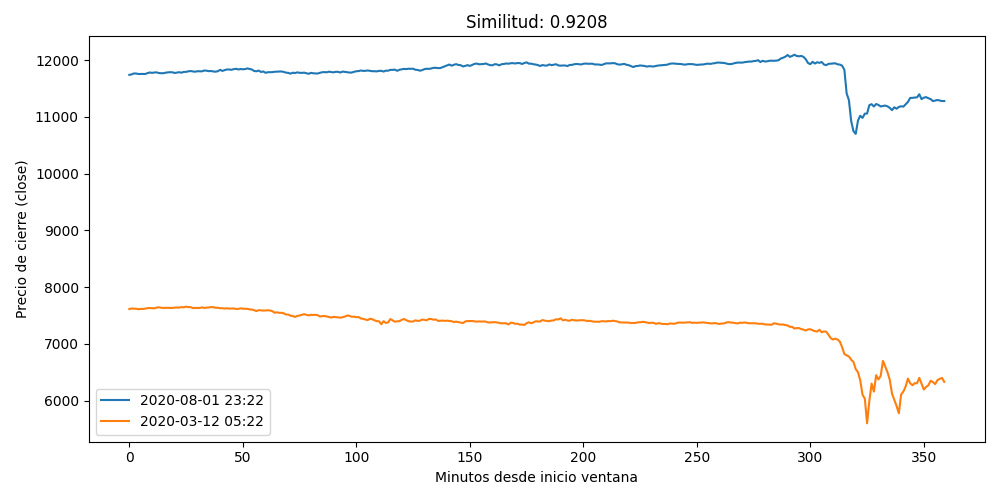 Similitud: 0.9208
Precio de cierre (close)
12000
11000
10000
9000
8000
7000
6000
2020-08-01 23:22
2020-03-12 05:22
0 50 100 150 200 250 300 350
Minutos desde inicio ventana